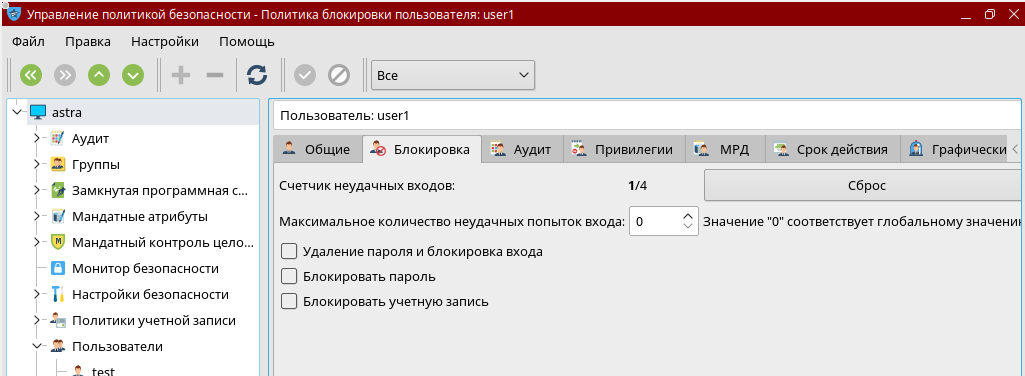 Управление политикой безопасности - Политика блокировки пользователя: user1
Файл Правка Настройки Помощь
Все
astra
Аудит
Группы
Замкнутая программная с...
Мандатные атрибуты
Мандатный контроль цело...
Монитор безопасности
Настройки безопасности
Политики учетной записи
Пользователи
test
Пользователь: user1
Общие Блокировка Аудит Привилегии МРД Срок действия Графически
Счетчик неудачных входов: 1/4 Сброс
Максимальное количество неудачных попыток входа: 0 Значение "0" соответствует глобальному значени
Удаление пароля и блокировка входа
Блокировать пароль
Блокировать учетную запись